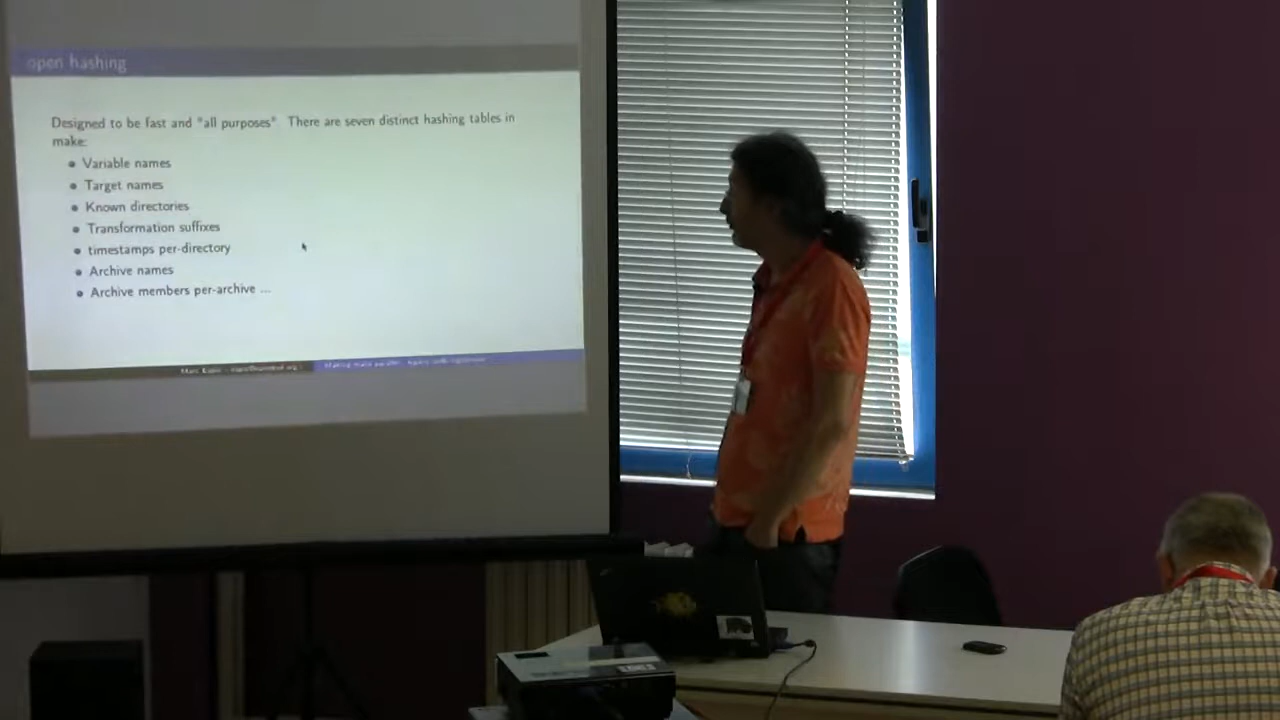 open hashing
Designed to be fast and "all purposes" There are seven distinct hashing tables in
make:
Variable names
Target names
Known directories
Transformation suffixes
timestamps per-directory
Archive names
Archive members per-archive ...